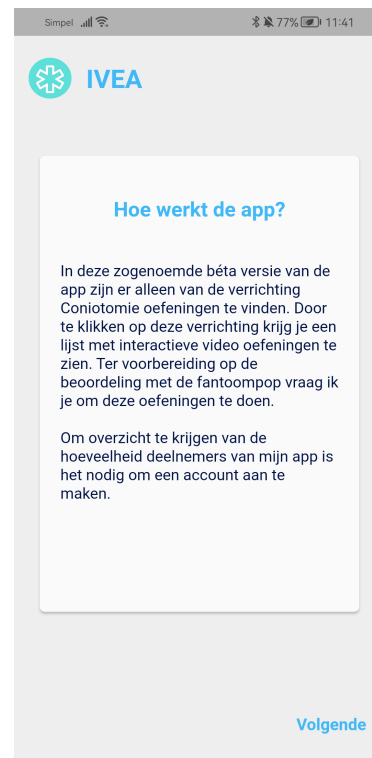 Simpel 77% 11:41
IVEA
Hoe werkt de app?
In deze zogenoemde béta versie van de
app zijn er alleen van de verrichting
Coniotomie oefeningen te vinden. Door
te klikken op deze verrichting krijg je een
lijst met interactieve video oefeningen te
zien. Ter voorbereiding op de
beoordeling met de fantoompop vraag ik
je om deze oefeningen te doen.
Om overzicht te krijgen van de
hoeveelheid deelnemers van mijn app is
het nodig om een account aan te
maken.
Volgende